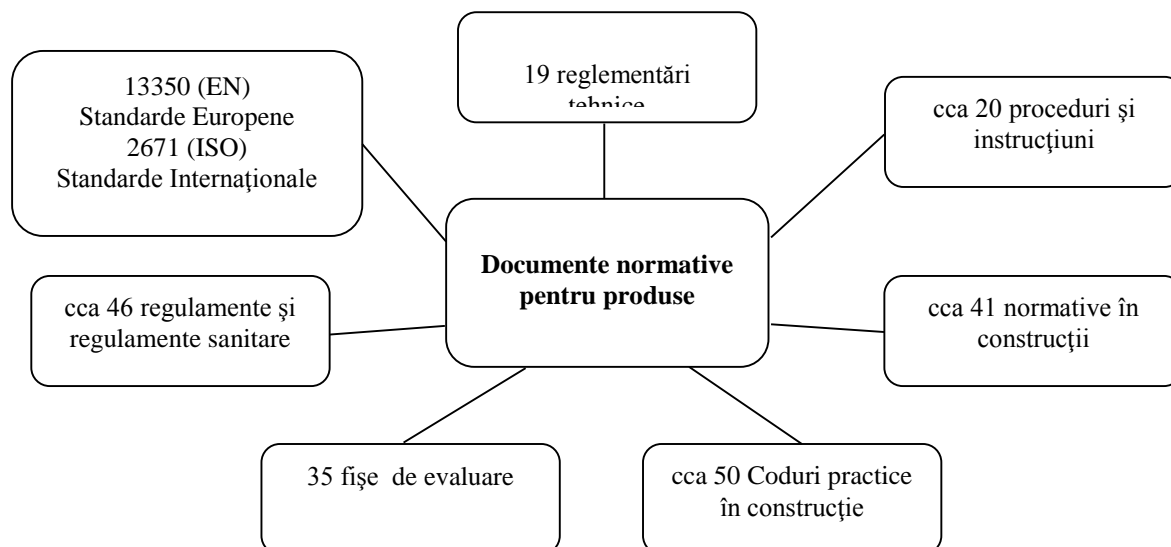 19 reglementări
tehnice
13350 (EN)
Standarde Europene
2671 (ISO)
Standarde Internaţionale
cca 20 proceduri şi
instrucţiuni
Documente normative
pentru produse
cca 46 regulamente şi
regulamente sanitare
cca 41 normative în
construcţii
35 fişe de evaluare
cca 50 Coduri practice
în construcţie